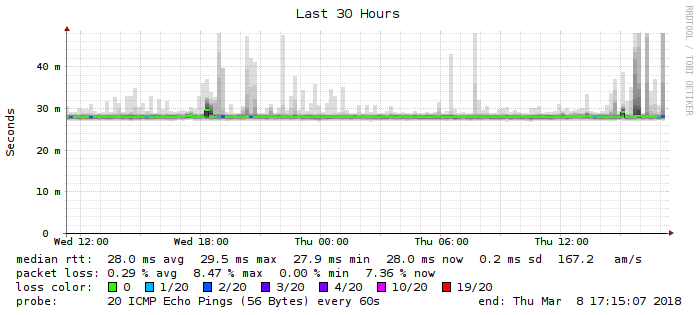 Last 30 Hours
RRDTOOL / TOBI OETIKER
Seconds
40 m
30 m
20 m
10 m
0
Wed 12:00 Wed 18:00 Thu 00:00 Thu 06:00 Thu 12:00
median rtt: 28.0 ms avg 29.5 ms max 27.9 ms min 28.0 ms now 0.2 ms sd 167.2 am/s
packet loss: 0.29 % avg 8.47 % max 0.00 % min 7.36 % now
loss color: 0 1/20 2/20 3/20 4/20 10/20 19/20
probe: 20 ICMP Echo Pings (56 Bytes) every 60s end: Thu Mar 8 17:15:07 2018